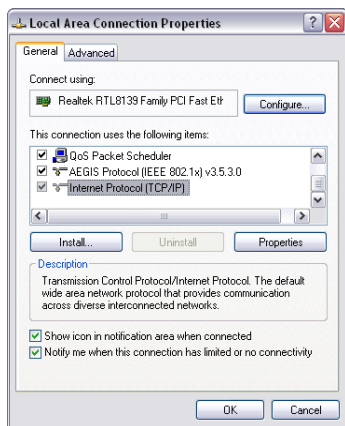 Local Area Connection Properties
General
Advanced
Connect using:
Realtek RTL8139 Family PCI Fast Eth
Configure...
This connection uses the following items:
QoS Packet Scheduler
AEGIS Protocol (IEEE 802.1x) v3.5.3.0
Internet Protocol (TCP/IP)
Install...
Uninstall
Properties
Description
Transmission Control Protocol/Internet Protocol. The default
wide area network protocol that provides communication
across diverse interconnected networks.
Show icon in notification area when connected
Notify me when this connection has limited or no connectivity
OK
Cancel